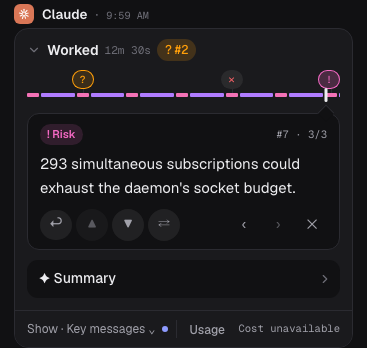 Claude · 9:59 AM
Worked 12m 30s ? #2
? × !
! Risk #7 · 3/3
293 simultaneous subscriptions could
exhaust the daemon's socket budget.
Summary
Show · Key messages Usage Cost unavailable